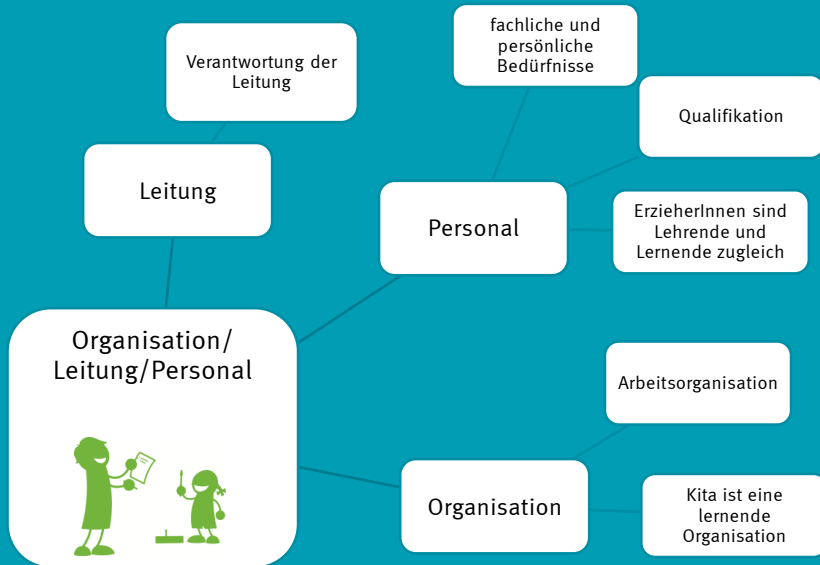 Verantwortung der
Leitung
Leitung
fachliche und
persönliche
Bedürfnisse
Qualifikation
Personal
ErzieherInnen sind
Lehrende und
Lernende zugleich
Organisation/
Leitung/Personal
Arbeitsorganisation
Organisation
Kita ist eine
lernende
Organisation